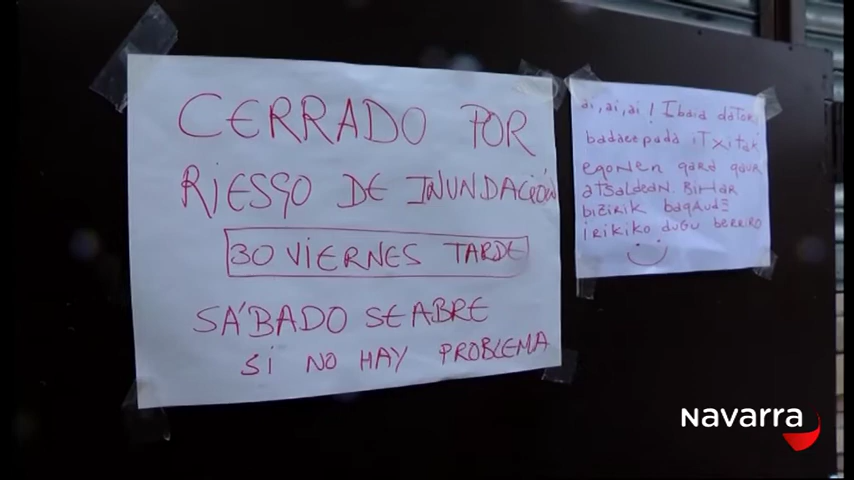 CERRADO POR
RIESGO DE INUNDACIÓN
30 VIERNES TARDE
SÁBADO SE ABRE
SI NO HAY PROBLEMA
ai, ai, ai! Ibaia dator,
badaezpada iTxitak
egonen gara gaur
atsaldean. BiHar
bizirik bagaude
irikiko dugu berriro
Navarra